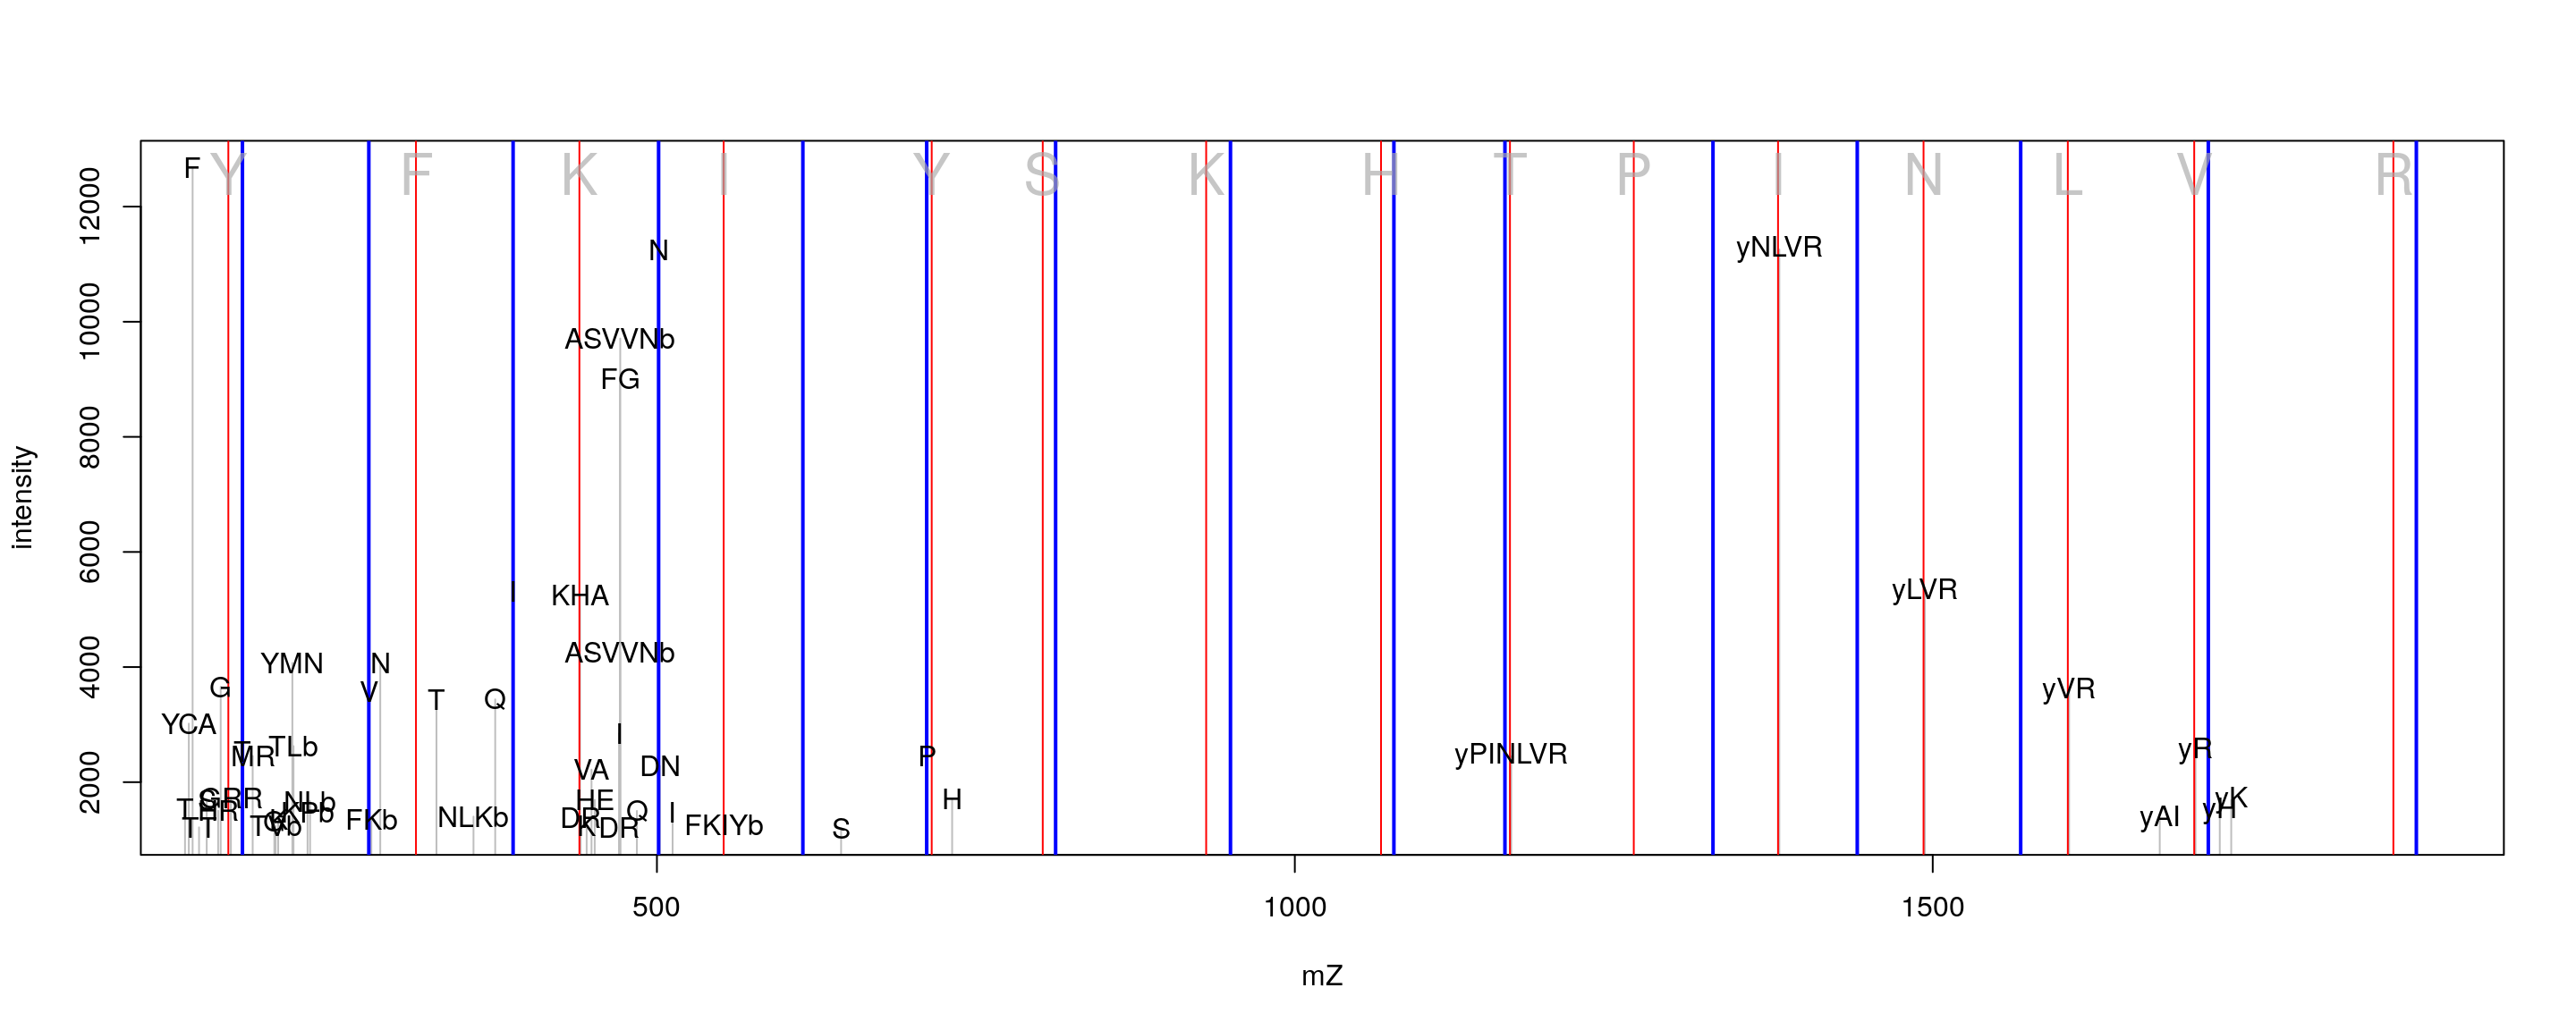 Y F K I Y S K H T P I N L V R
F
N
yNLVR
ASVVNb
FG
I
KHA
yLVR
ASVVNb
YMN
N
V
G
T
Q
yVR
YCA
I
T
MR
TLb
yR
VA
DN
P
yPINLVR
HE
H
yK
NLb
KPb
Q
I
yH
T
FKb
NLKb
DR
K
DR
FKIYb
S
yAI
intensity
2000
4000
6000
8000
10000
12000
500
1000
1500
mZ